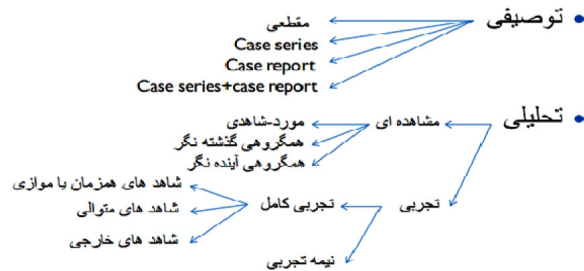 • توصیفی
مقطعی
Case series
Case report
Case series+case report
• تحلیلی
مشاهده ای
مورد-شاهدی
همگروهی گذشته نگر
همگروهی آینده نگر
تجربی
تجربی کامل
شاهد های همزمان یا موازی
شاهد های متوالی
شاهد های خارجی
نیمه تجربی